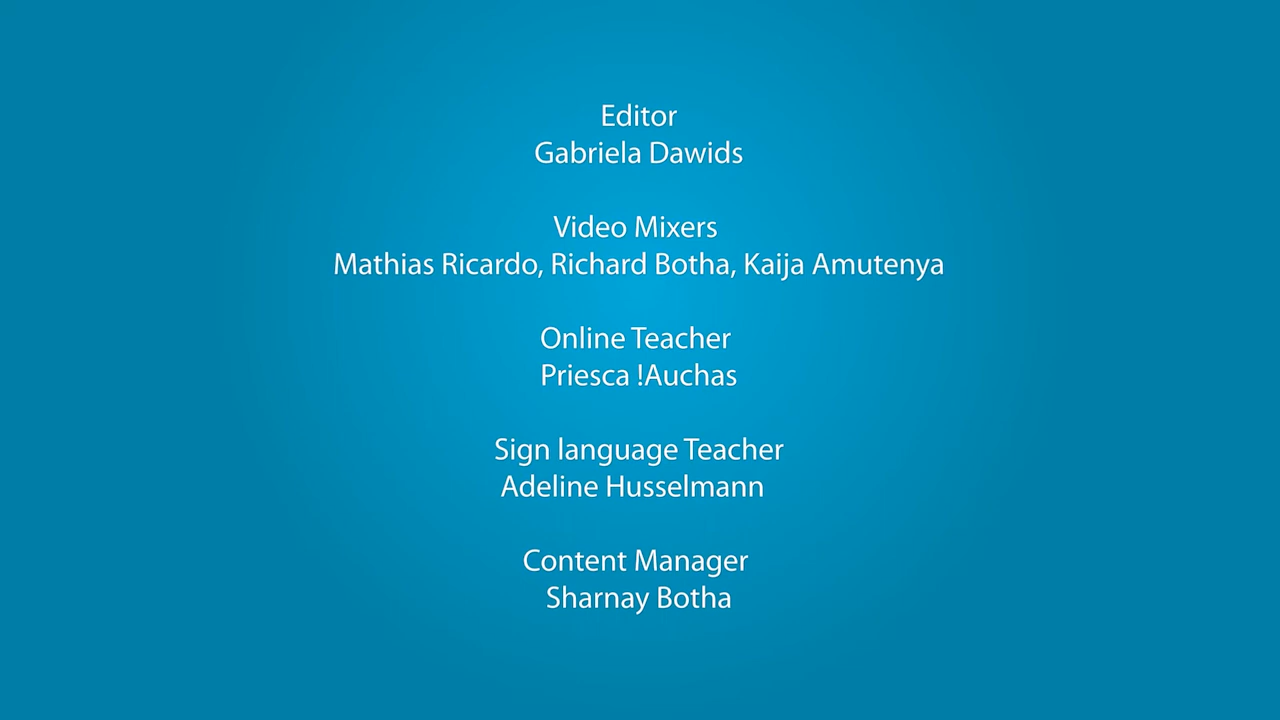 Editor
Gabriela Dawids
Video Mixers
Mathias Ricardo, Richard Botha, Kaija Amutenya
Online Teacher
Priesca !Auchas
Sign language Teacher
Adeline Husselmann
Content Manager
Sharnay Botha